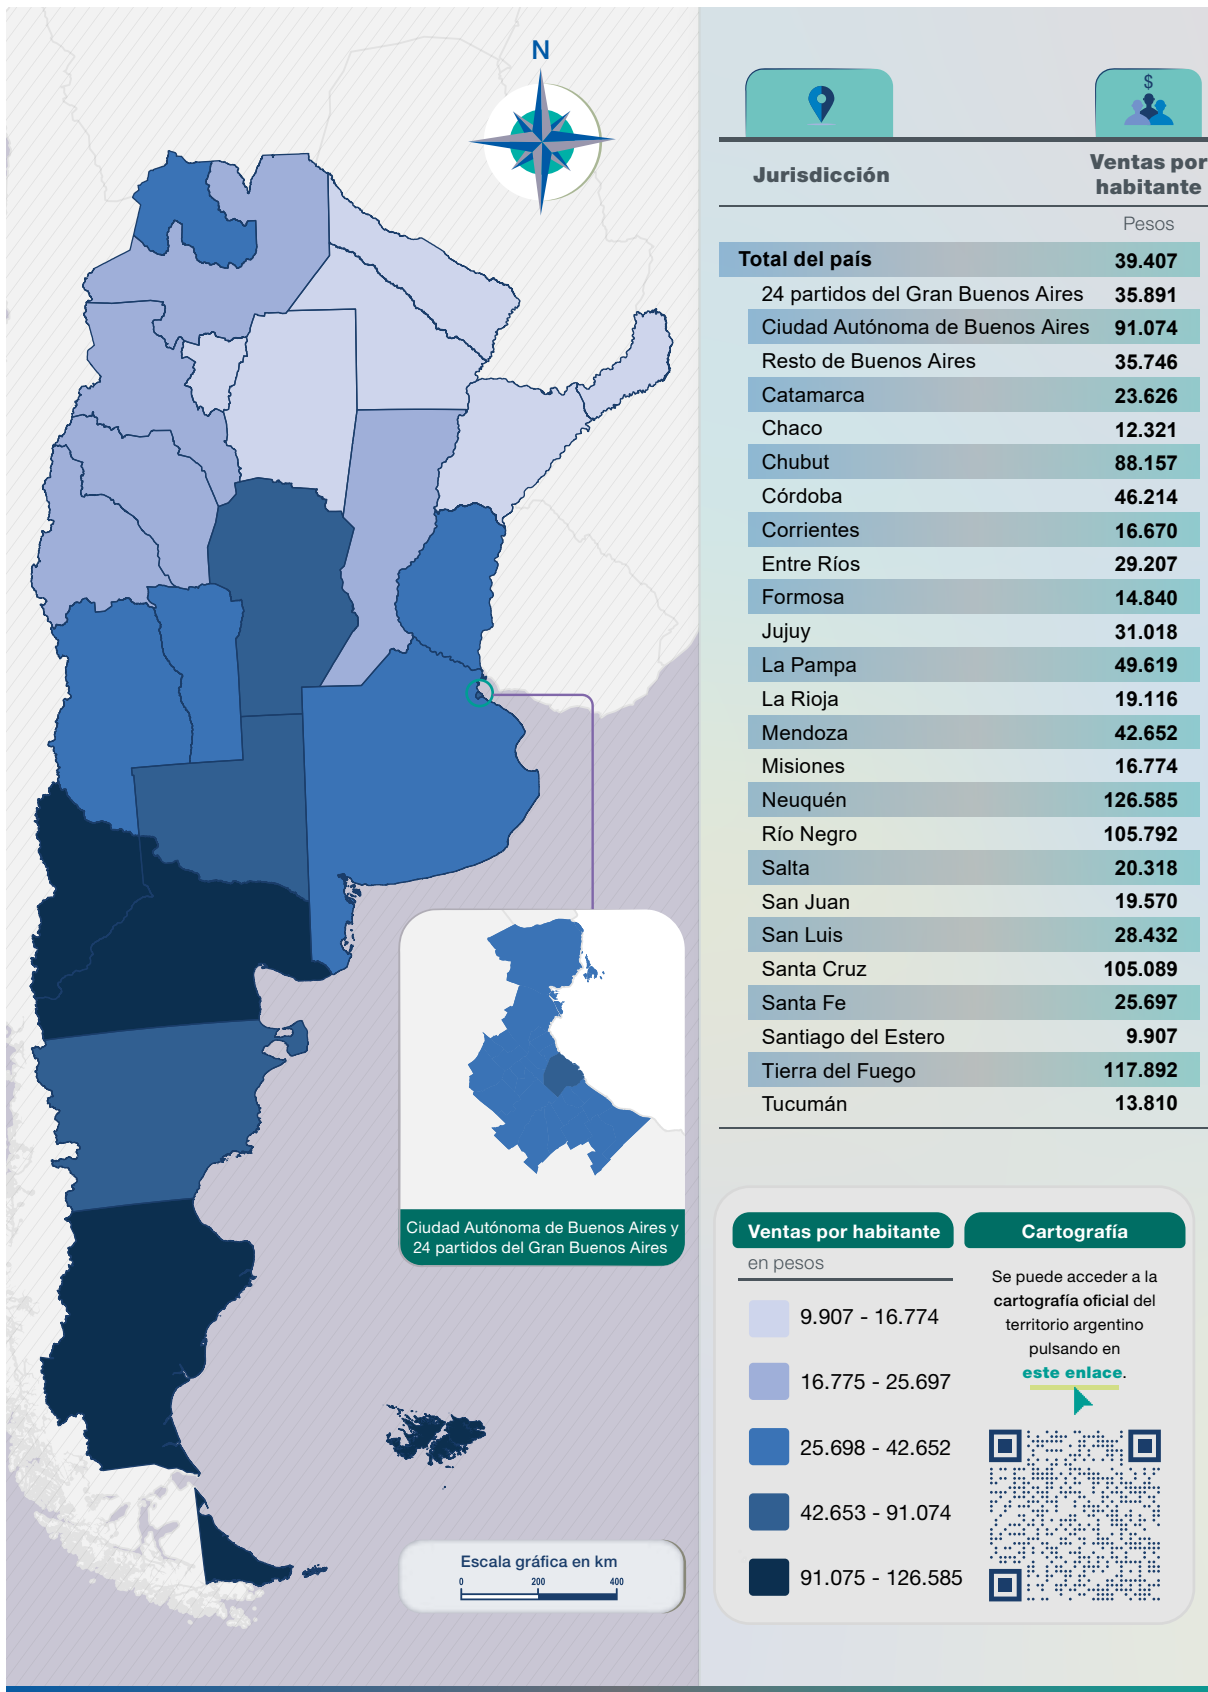 N
$
Jurisdicción
Ventas por
habitante
Pesos
Total del país 39.407
24 partidos del Gran Buenos Aires 35.891
Ciudad Autónoma de Buenos Aires 91.074
Resto de Buenos Aires 35.746
Catamarca 23.626
Chaco 12.321
Chubut 88.157
Córdoba 46.214
Corrientes 16.670
Entre Ríos 29.207
Formosa 14.840
Jujuy 31.018
La Pampa 49.619
La Rioja 19.116
Mendoza 42.652
Misiones 16.774
Neuquén 126.585
Río Negro 105.792
Salta 20.318
San Juan 19.570
San Luis 28.432
Santa Cruz 105.089
Santa Fe 25.697
Santiago del Estero 9.907
Tierra del Fuego 117.892
Tucumán 13.810
Ciudad Autónoma de Buenos Aires y
24 partidos del Gran Buenos Aires
Escala gráfica en km
0 200 400
Ventas por habitante
en pesos
9.907 - 16.774
16.775 - 25.697
25.698 - 42.652
42.653 - 91.074
91.075 - 126.585
Cartografía
Se puede acceder a la
cartografía oficial del
territorio argentino
pulsando en
este enlace.